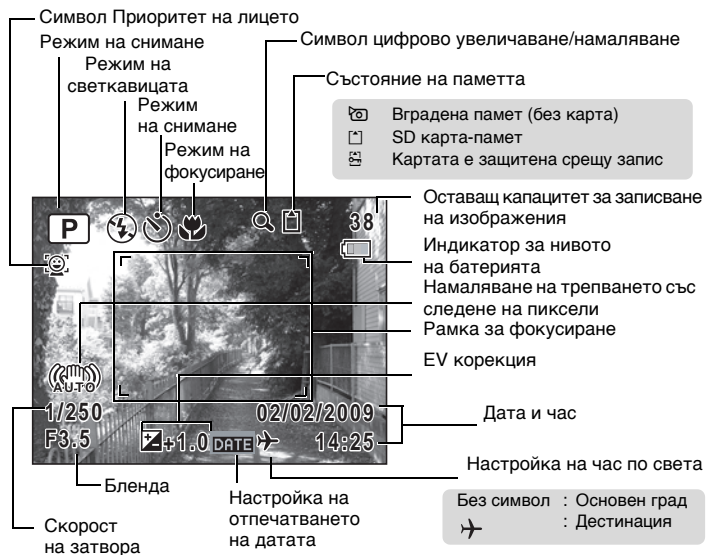 Символ Приоритет на лицето
Режим на снимане
Режим на
светкавицата
Режим
на снимане
Режим на
фокусиране
Символ цифрово увеличаване/намаляване
Състояние на паметта
Вградена памет (без карта)
SD карта-памет
Картата е защитена срещу запис
Оставащ капацитет за записване
на изображения
Индикатор за нивото
на батерията
Намаляване на трепването със
следене на пиксели
Рамка за фокусиране
EV корекция
Дата и час
Настройка на час по света
Без символ : Основен град
: Дестинация
P
38
AUTO
1/250
02/02/2009
F3.5
+1.0
DATE
14:25
Бленда
Скорост
на затвора
Настройка на
отпечатването
на датата